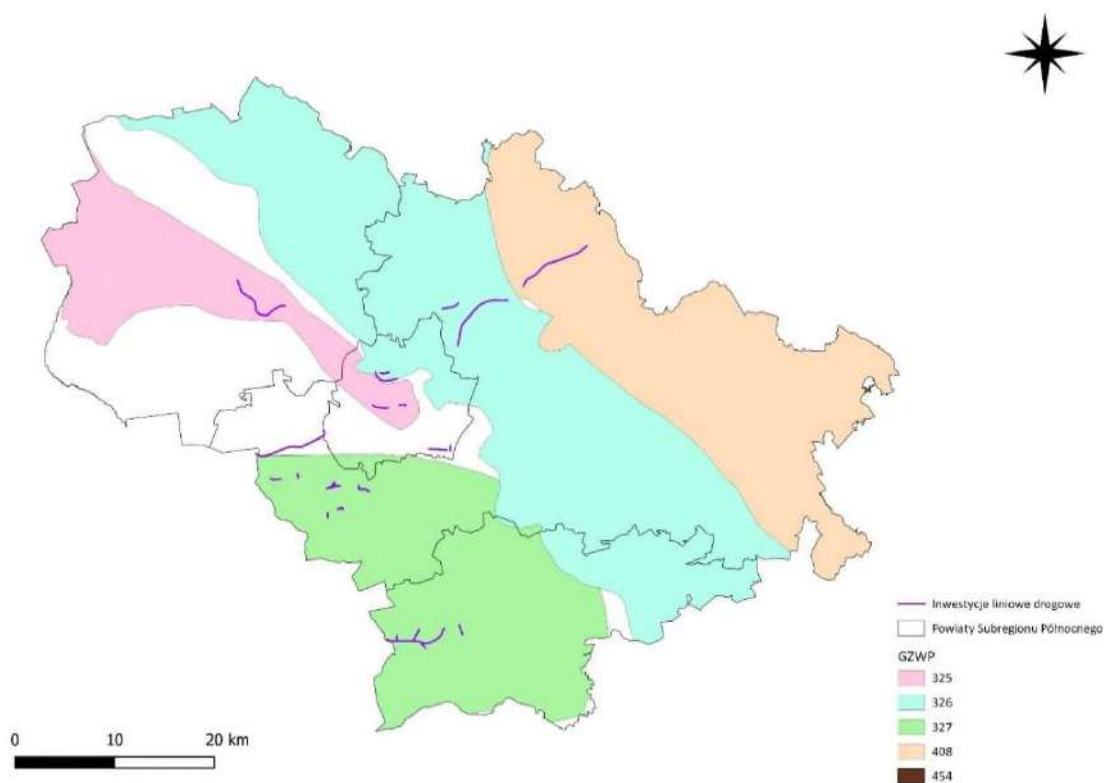 Inwestycje liniowe drogowe
Powiaty Subregionu Północnego
GZWP
325
326
327
408
454
0 10 20 km